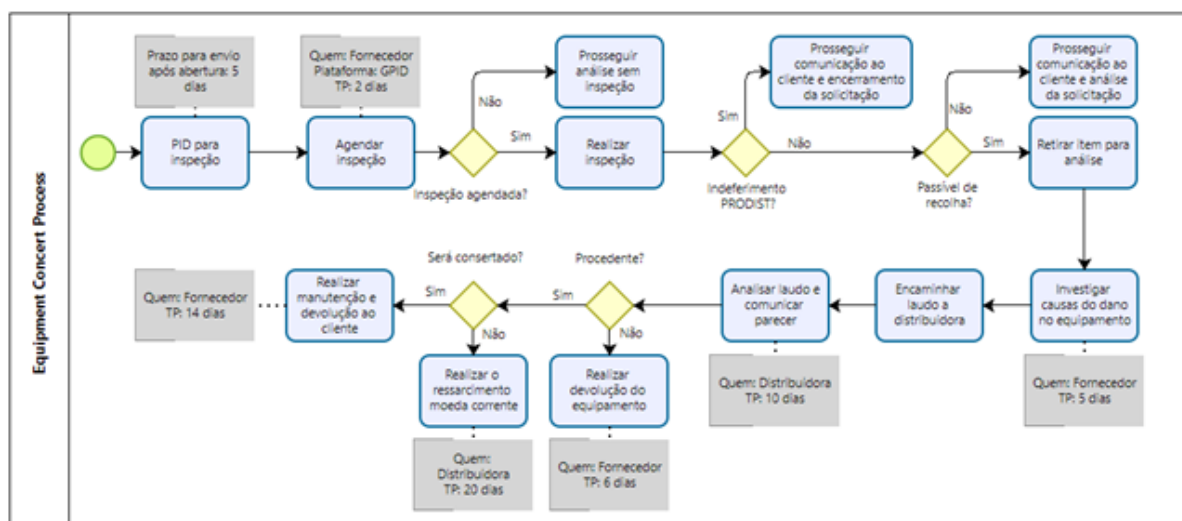 Equipment Concert Process
Prazo para envio
após abertura: 5
dias
PID para
inspeção
Quem: Fornecedor
Plataforma: GPID
TP: 2 dias
Agendar
inspeção
Inspeção agendada?
Não
Sim
Prosseguir
análise sem
inspeção
Realizar
inspeção
Indeferimento
PRODIST?
Sim
Não
Prosseguir
comunicação ao
cliente e encerramento
da solicitação
Passível de
recolha?
Não
Sim
Prosseguir
comunicação ao
cliente e análise
da solicitação
Retirar item para
análise
Investigar
causas do dano
no equipamento
Quem: Fornecedor
TP: 5 dias
Encaminhar
laudo a
distribuidora
Analisar laudo e
comunicar
parecer
Quem: Distribuidora
TP: 10 dias
Procedente?
Sim
Não
Realizar
devolução do
equipamento
Quem: Fornecedor
TP: 6 dias
Será consertado?
Sim
Não
Realizar o
ressarcimento
moeda corrente
Quem:
Distribuidora
TP: 20 dias
Realizar
manutenção e
devolução ao
cliente
Quem: Fornecedor
TP: 14 dias